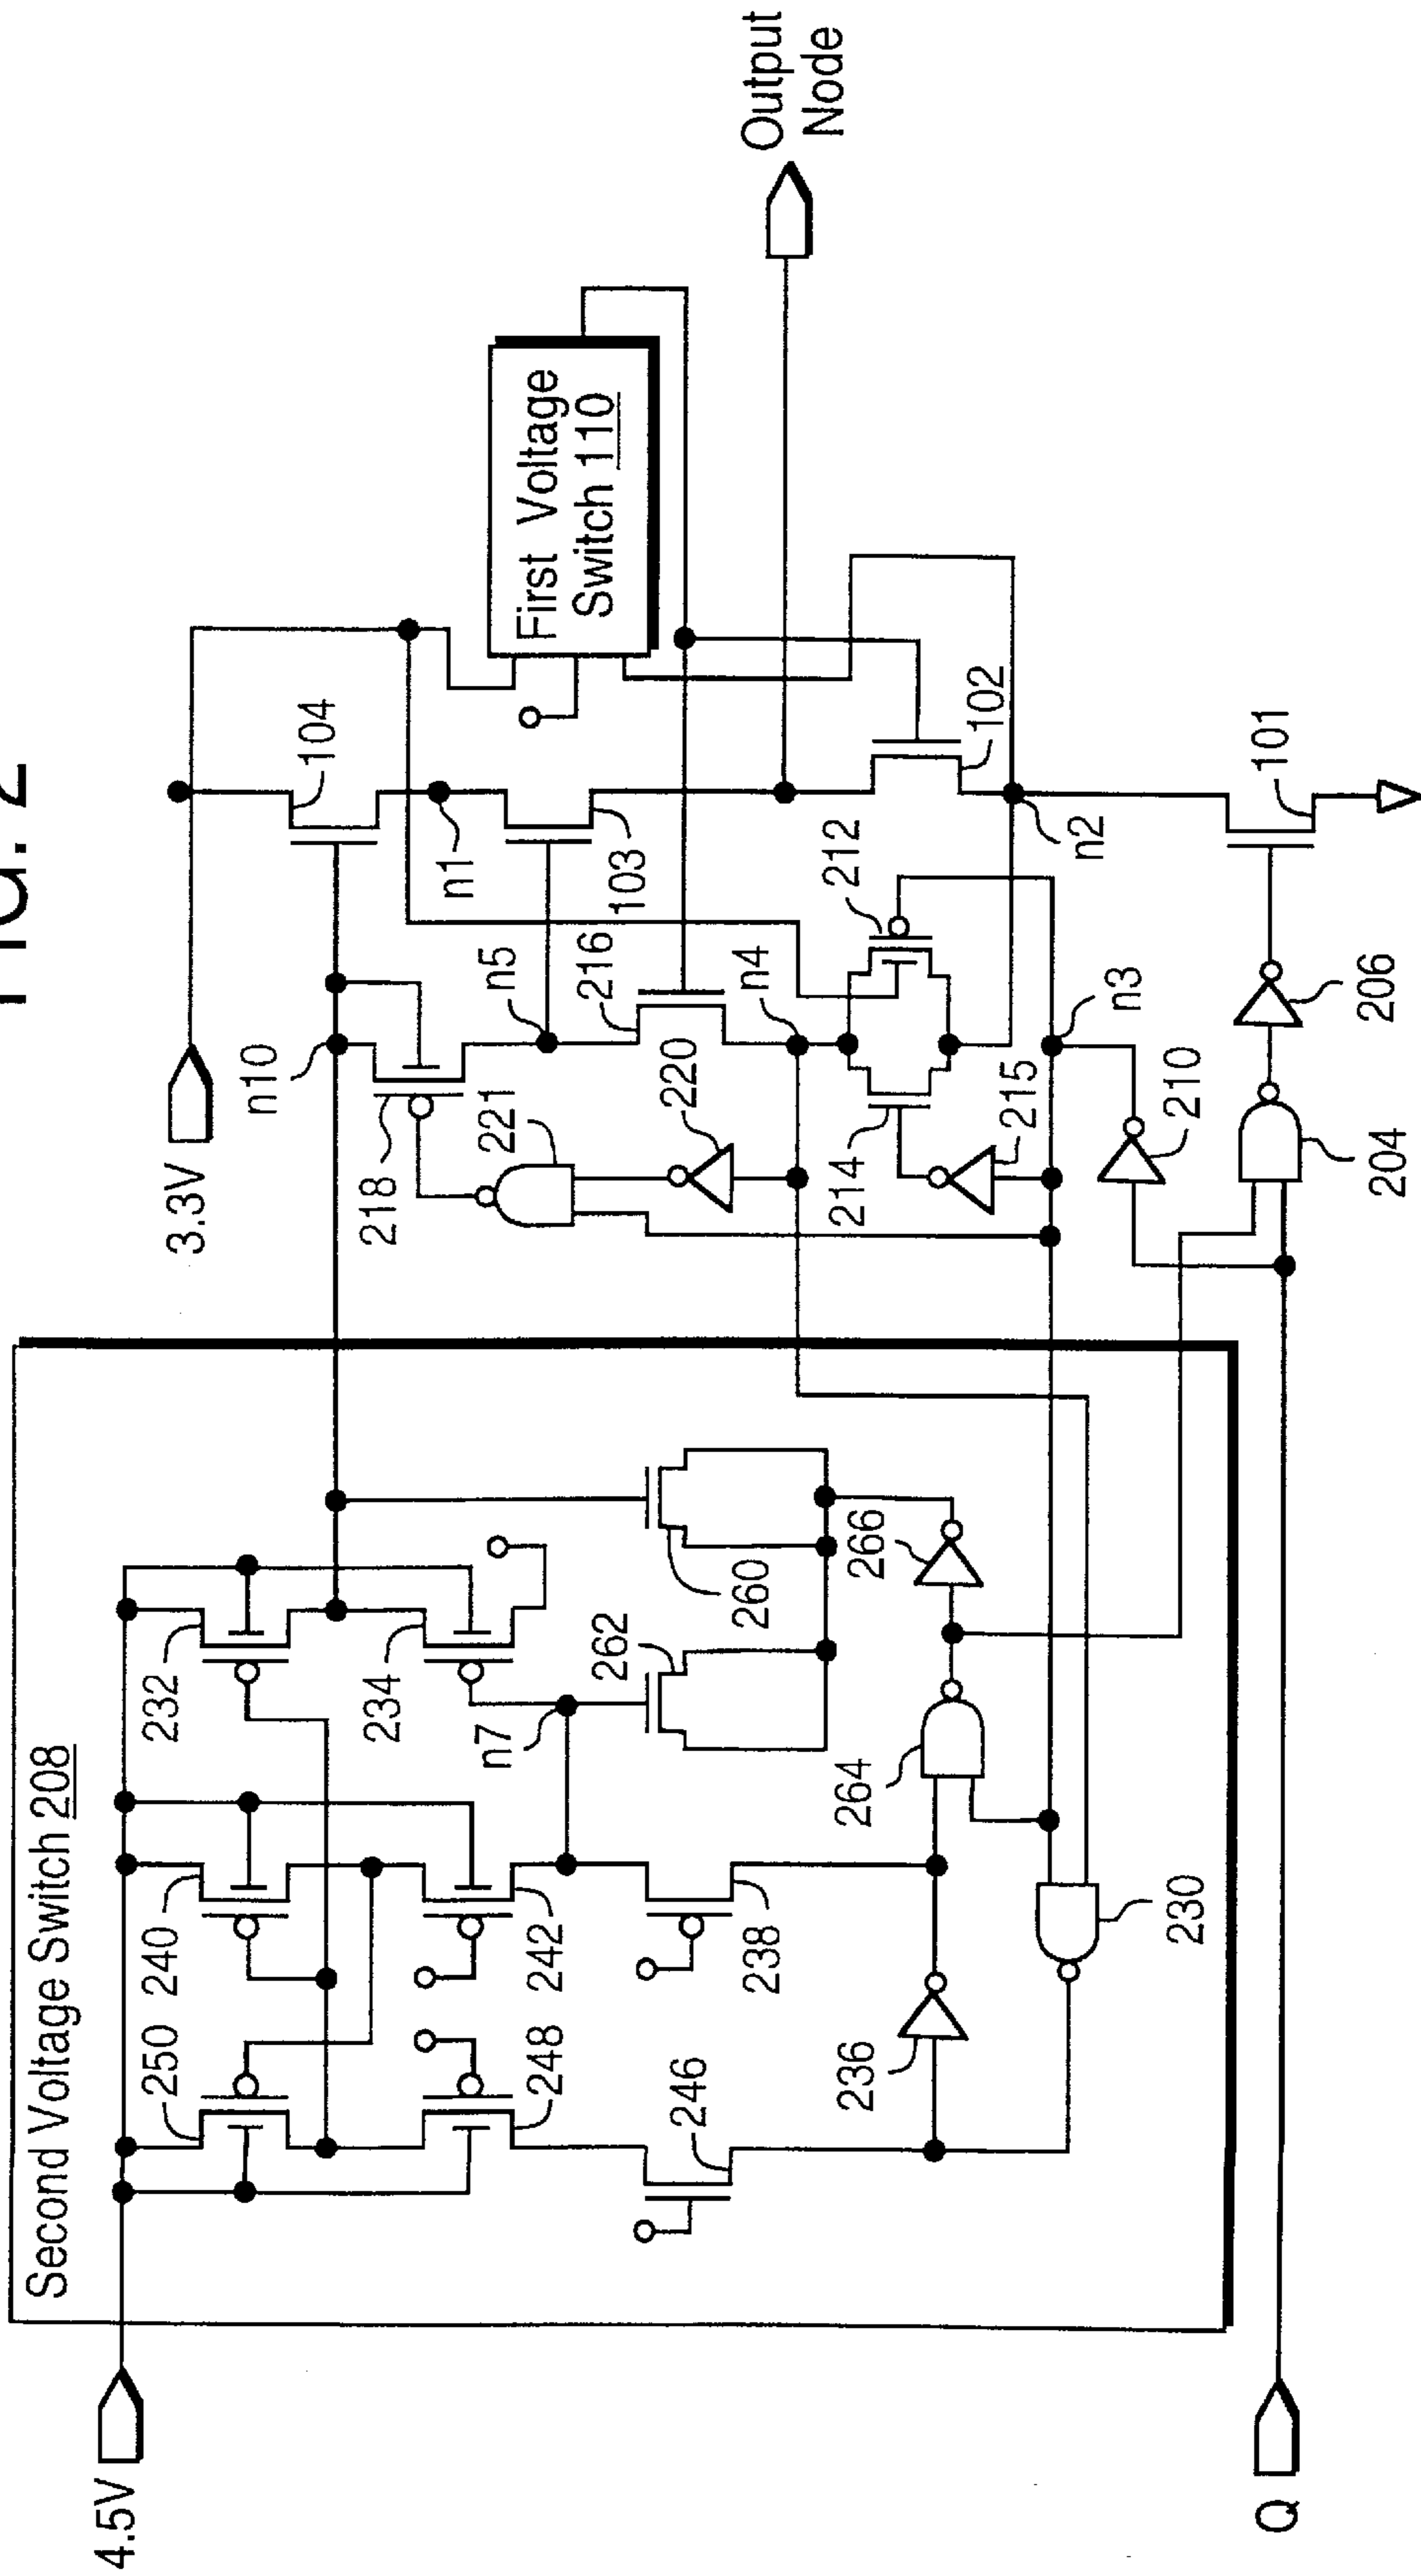 FIG. 2
4.5V
Second Voltage Switch 208
250
240
232
248
242
234
n7
262
260
246
238
236
264
266
230
Q
3.3V
n10
104
218
221
n5
n1
216
103
First Voltage
Switch 110
220
n4
214
212
215
102
n3
n2
210
204
206
101
Output
Node